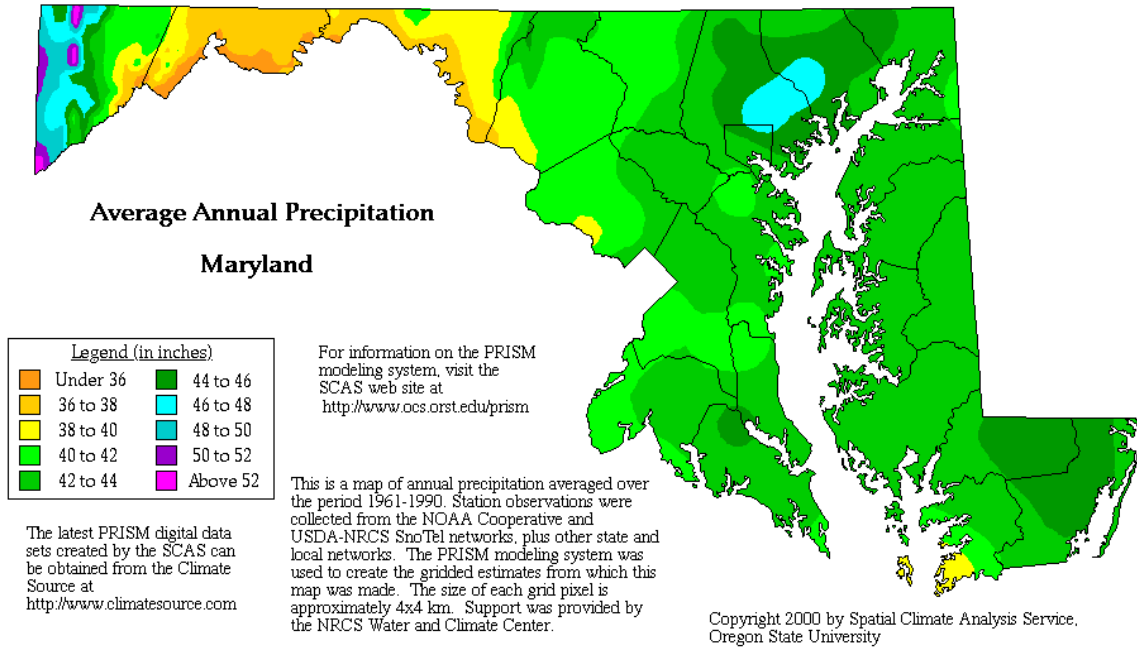 Average Annual Precipitation
Maryland
Legend (in inches)
Under 36
36 to 38
38 to 40
40 to 42
42 to 44
44 to 46
46 to 48
48 to 50
50 to 52
Above 52
For information on the PRISM
modeling system, visit the
SCAS web site at
http://www.ocs.orst.edu/prism
The latest PRISM digital data
sets created by the SCAS can
be obtained from the Climate
Source at
http://www.climatesource.com
This is a map of annual precipitation averaged over
the period 1961-1990. Station observations were
collected from the NOAA Cooperative and
USDA-NRCS SnoTel networks, plus other state and
local networks. The PRISM modeling system was
used to create the gridded estimates from which this
map was made. The size of each grid pixel is
approximately 4x4 km. Support was provided by
the NRCS Water and Climate Center.
Copyright 2000 by Spatial Climate Analysis Service,
Oregon State University